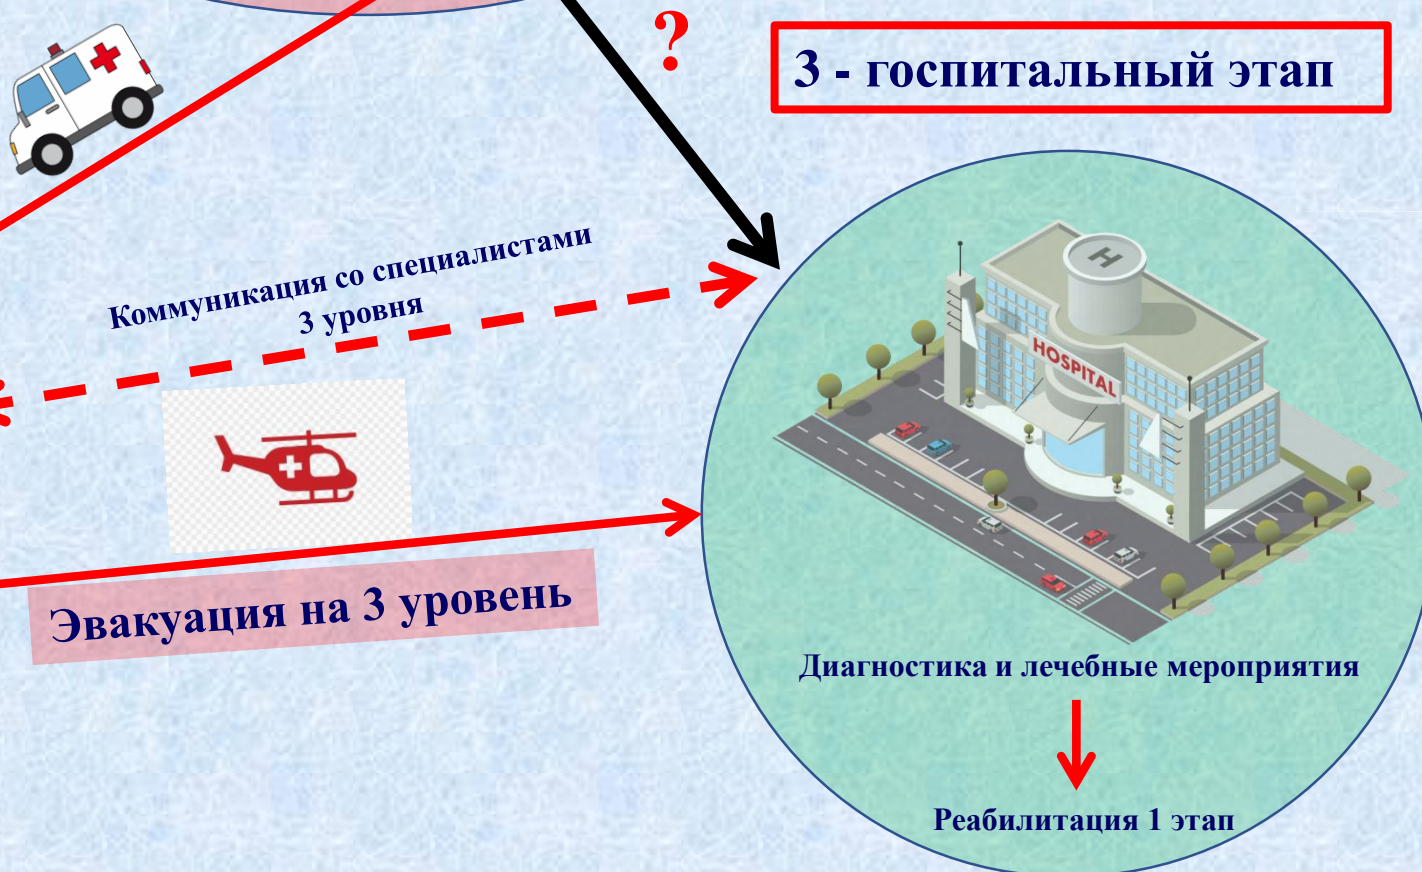 ?
3 - госпитальный этап
Коммуникация со специалистами
3 уровня
H
HOSPITAL
Эвакуация на 3 уровень
Диагностика и лечебные мероприятия
Реабилитация 1 этап